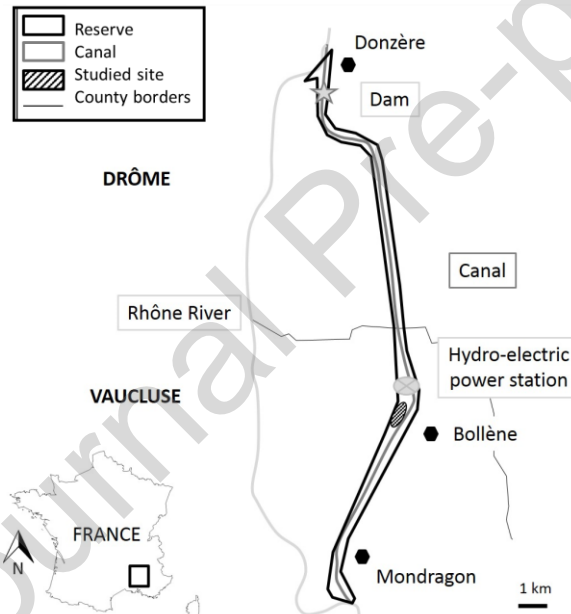 Reserve
Canal
Studied site
County borders
Donzère
Dam
DRÔME
Canal
Rhône River
Hydro-electric
power station
VAUCLUSE
Bollène
FRANCE
N
Mondragon
1 km
Journal Pre-p